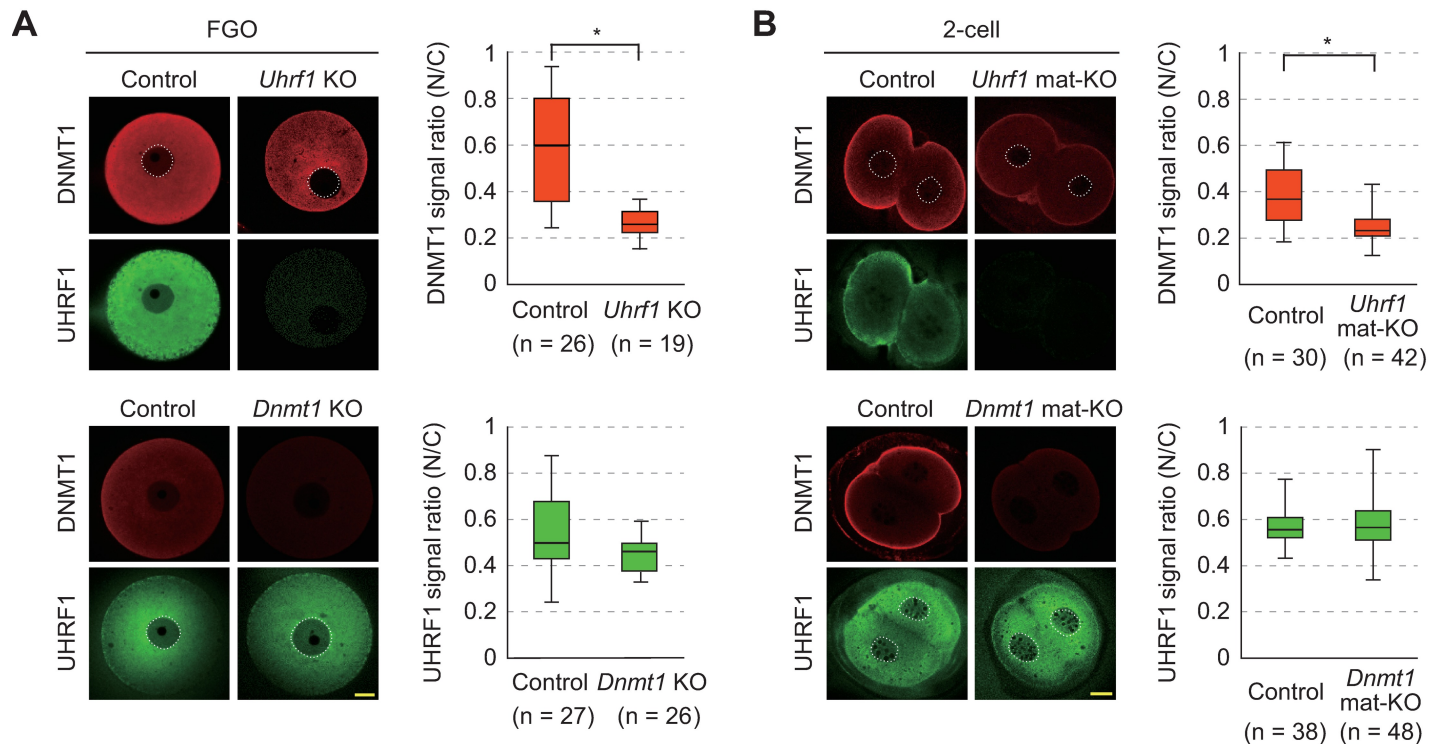 A
FGO
Control
Uhrf1 KO
DNMT1
UHRF1
DNMT1 signal ratio (N/C)
1
0.8
0.6
0.4
0.2
0
*
Control
Uhrf1 KO
(n = 26)
(n = 19)
Control
Dnmt1 KO
DNMT1
UHRF1
UHRF1 signal ratio (N/C)
1
0.8
0.6
0.4
0.2
0
Control
Dnmt1 KO
(n = 27)
(n = 26)
B
2-cell
Control
Uhrf1 mat-KO
DNMT1
UHRF1
DNMT1 signal ratio (N/C)
1
0.8
0.6
0.4
0.2
0
*
Control
Uhrf1
mat-KO
(n = 30)
(n = 42)
Control
Dnmt1 mat-KO
DNMT1
UHRF1
UHRF1 signal ratio (N/C)
1
0.8
0.6
0.4
0.2
0
Control
Dnmt1
mat-KO
(n = 38)
(n = 48)